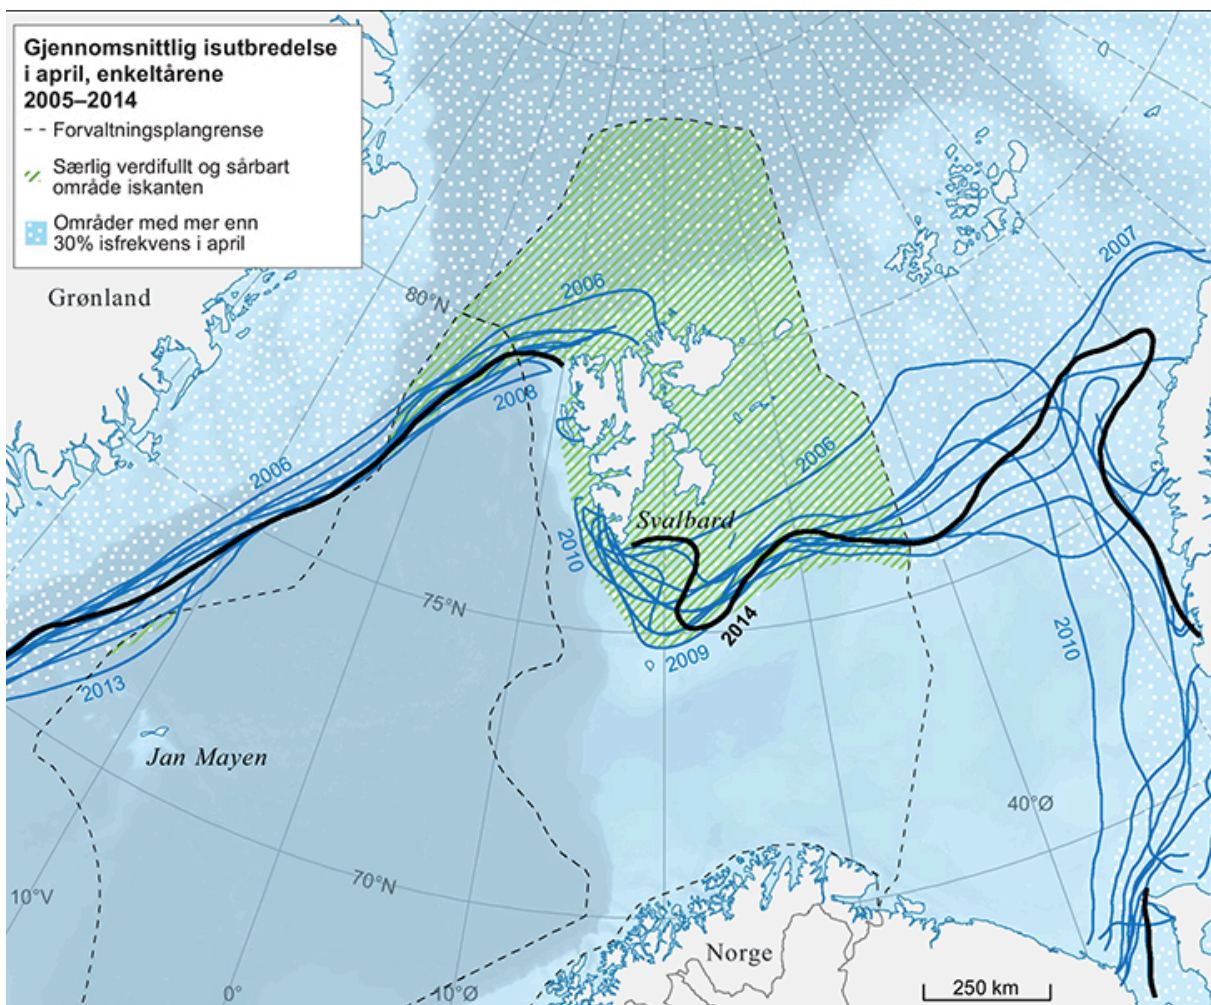 Gjennomsnittlig isutbredelse
i april, enkeltårene
2005–2014
Forvaltningsplangrense
Særlig verdifullt og sårbart
område iskanten
Områder med mer enn
30% isfrekvens i april
Grønland
80°N
2006
2007
2008
2006
2006
Svalbard
2010
75°N
2014
2009
2010
2013
Jan Mayen
40°Ø
70°N
10°V
Norge
0°
10°Ø
250 km